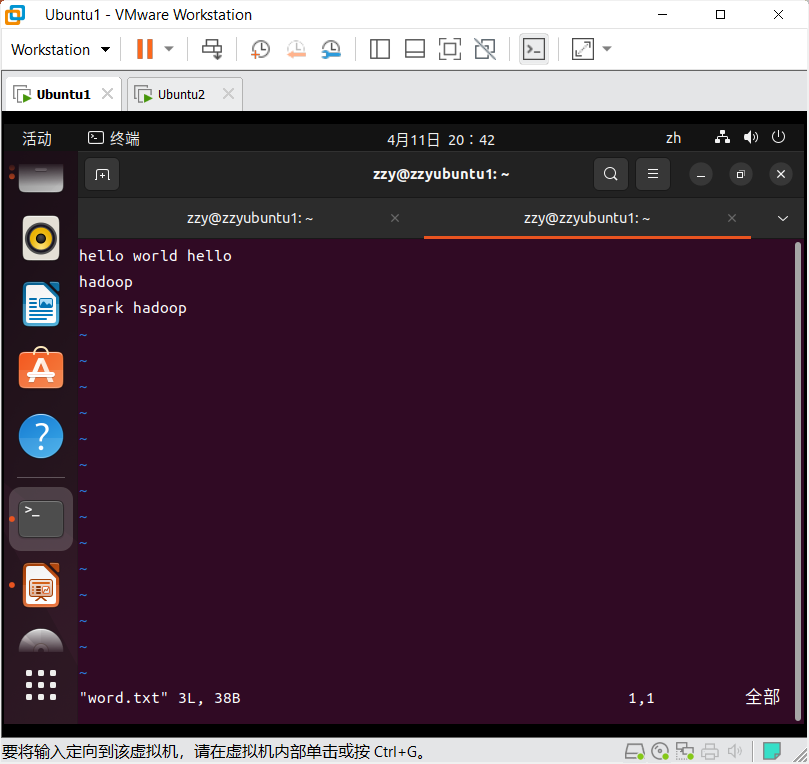 Ubuntu1 - VMware Workstation
Workstation
Ubuntu1
Ubuntu2
活动
终端
4月11日 20：42
zh
zzy@zzyubuntu1: ~
zzy@zzyubuntu1: ~
zzy@zzyubuntu1: ~
hello world hello
hadoop
spark hadoop
~
~
~
~
~
~
~
~
~
~
~
~
~
~
"word.txt" 3L, 38B
1,1
全部
要将输入定向到该虚拟机，请在虚拟机内部单击或按 Ctrl+G。